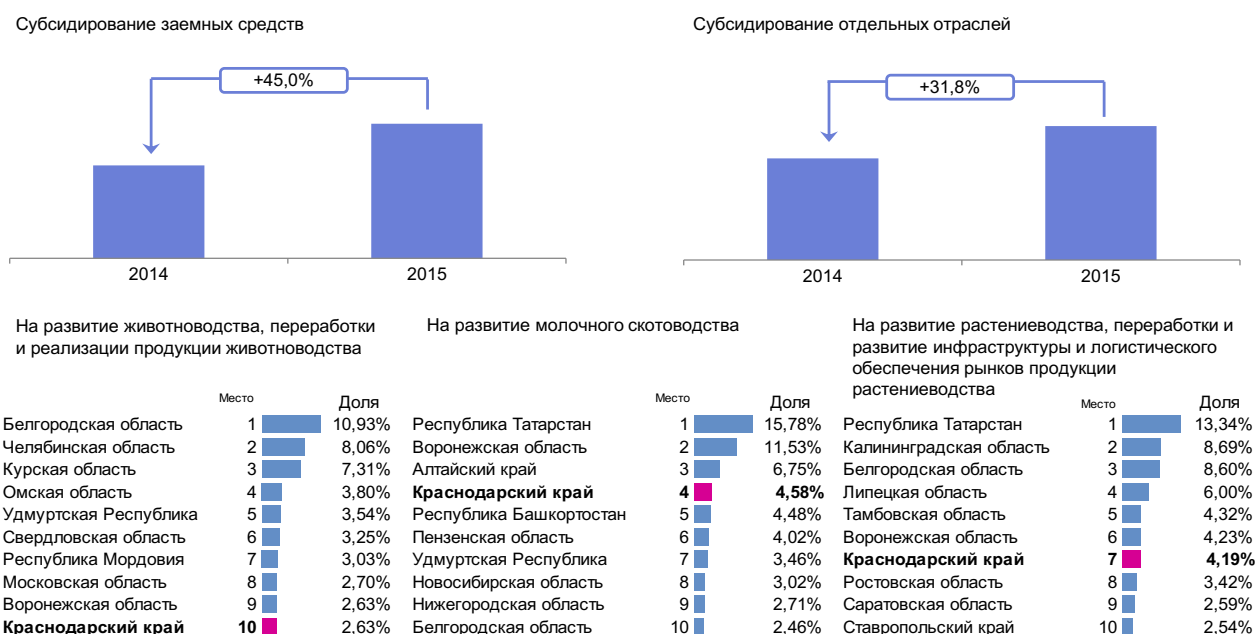 Субсидирование заемных средств
+45,0%
2014 2015
Субсидирование отдельных отраслей
+31,8%
2014 2015
На развитие животноводства, переработки
и реализации продукции животноводства
Место Доля
Белгородская область 1 10,93%
Челябинская область 2 8,06%
Курская область 3 7,31%
Омская область 4 3,80%
Удмуртская Республика 5 3,54%
Свердловская область 6 3,25%
Республика Мордовия 7 3,03%
Московская область 8 2,70%
Воронежская область 9 2,63%
Краснодарский край 10 2,63%
На развитие молочного скотоводства
Место Доля
Республика Татарстан 1 15,78%
Воронежская область 2 11,53%
Алтайский край 3 6,75%
Краснодарский край 4 4,58%
Республика Башкортостан 5 4,48%
Пензенская область 6 4,02%
Удмуртская Республика 7 3,46%
Новосибирская область 8 3,02%
Нижегородская область 9 2,71%
Белгородская область 10 2,46%
На развитие растениеводства, переработки и
развитие инфраструктуры и логистического
обеспечения рынков продукции
растениеводства
Место Доля
Республика Татарстан 1 13,34%
Калининградская область 2 8,69%
Белгородская область 3 8,60%
Липецкая область 4 6,00%
Тамбовская область 5 4,32%
Воронежская область 6 4,23%
Краснодарский край 7 4,19%
Ростовская область 8 3,42%
Саратовская область 9 2,59%
Ставропольский край 10 2,54%